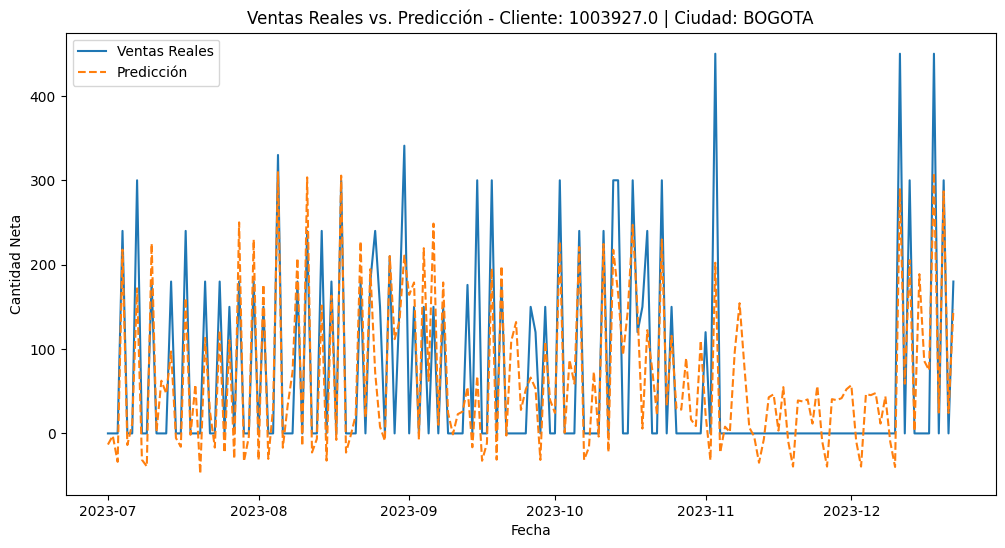 Ventas Reales vs. Predicción - Cliente: 1003927.0 | Ciudad: BOGOTA
Ventas Reales
Predicción
Cantidad Neta
400
300
200
100
0
2023-07 2023-08 2023-09 2023-10 2023-11 2023-12
Fecha